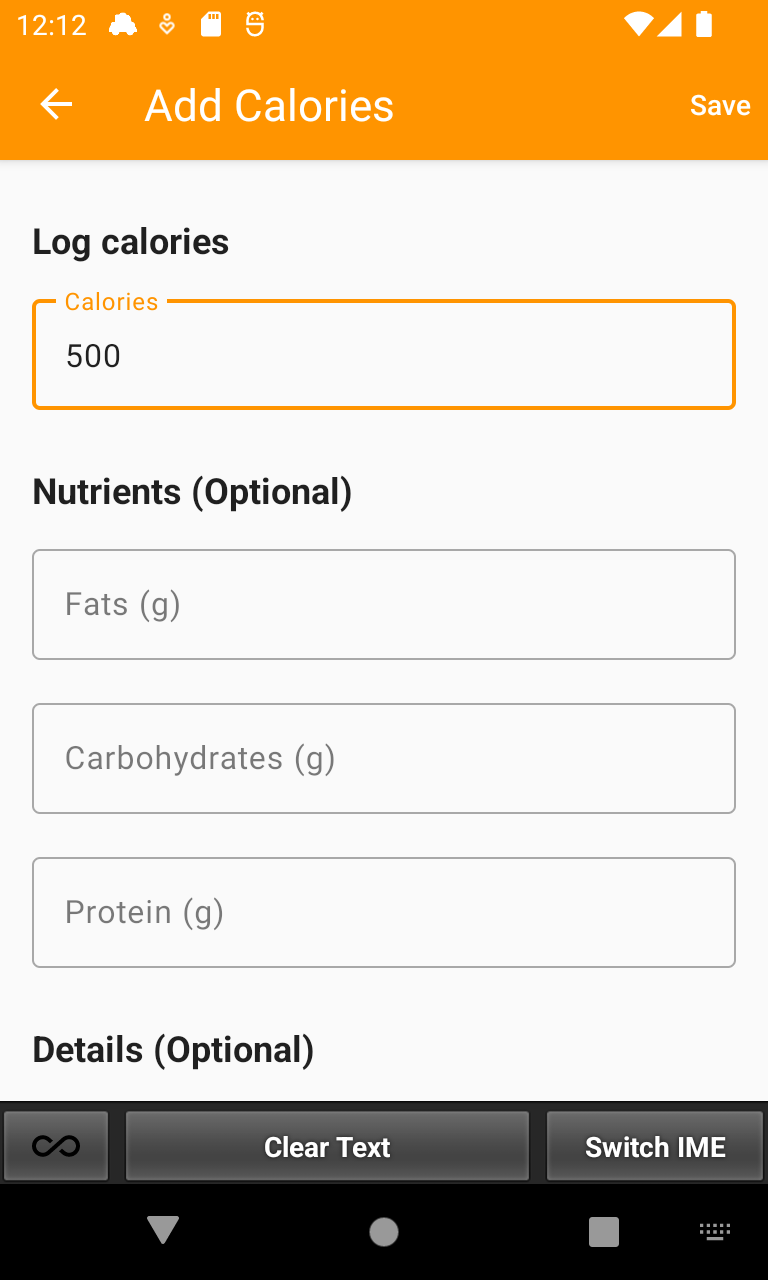 12:12
Add Calories
Save
Log calories
Calories
500
Nutrients (Optional)
Fats (g)
Carbohydrates (g)
Protein (g)
Details (Optional)
Clear Text
Switch IME